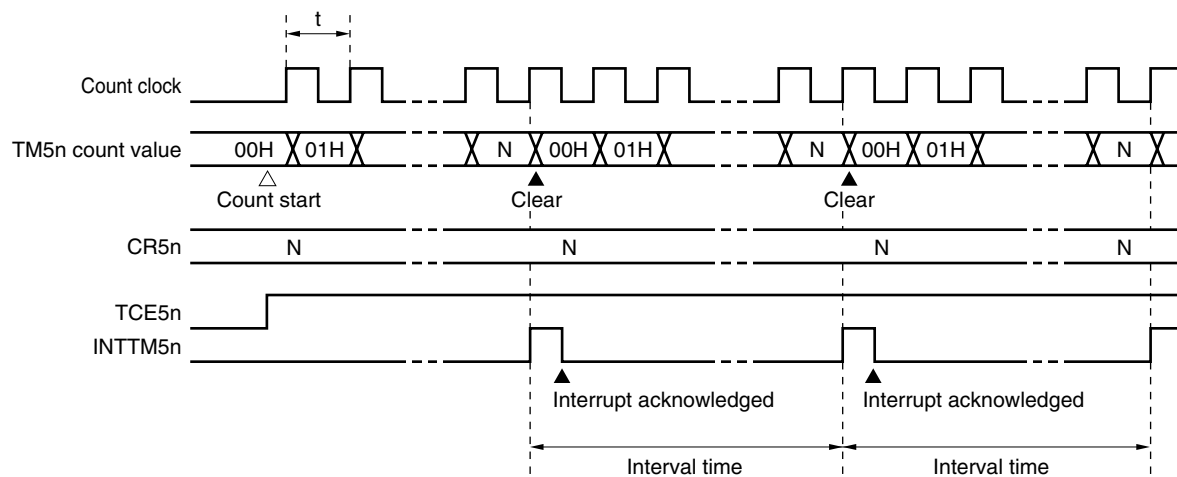 t
Count clock
TM5n count value 00H 01H N 00H 01H N 00H 01H N
Count start Clear Clear
CR5n N N N N
TCE5n
INTTM5n
Interrupt acknowledged Interrupt acknowledged
Interval time Interval time